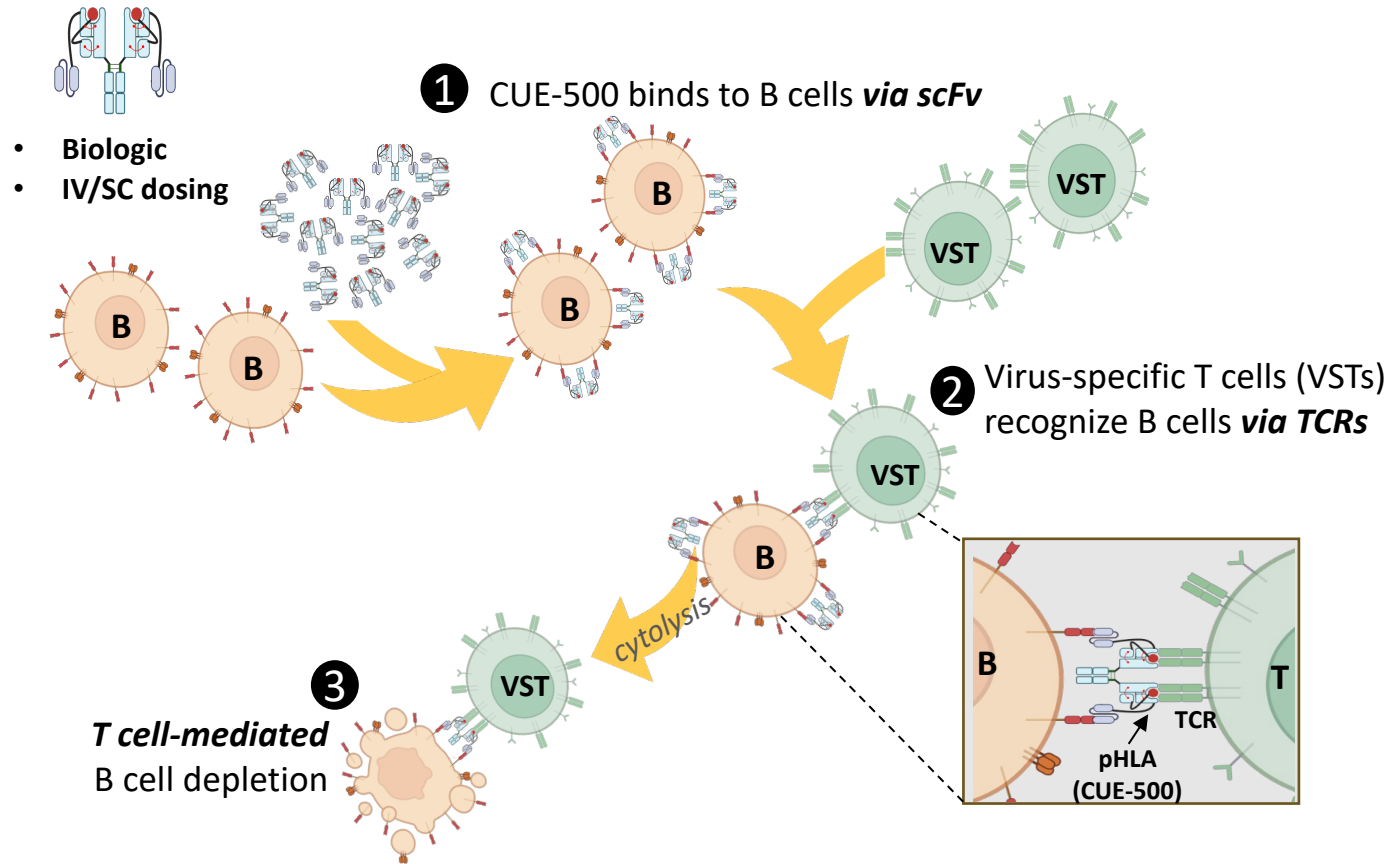 • Biologic
• IV/SC dosing
1 CUE-500 binds to B cells via scFv
B
B
B
B
VST
VST
2 Virus-specific T cells (VSTs)
recognize B cells via TCRs
VST
B
cytolysis
VST
3
T cell-mediated
B cell depletion
B
T
TCR
pHLA
(CUE-500)